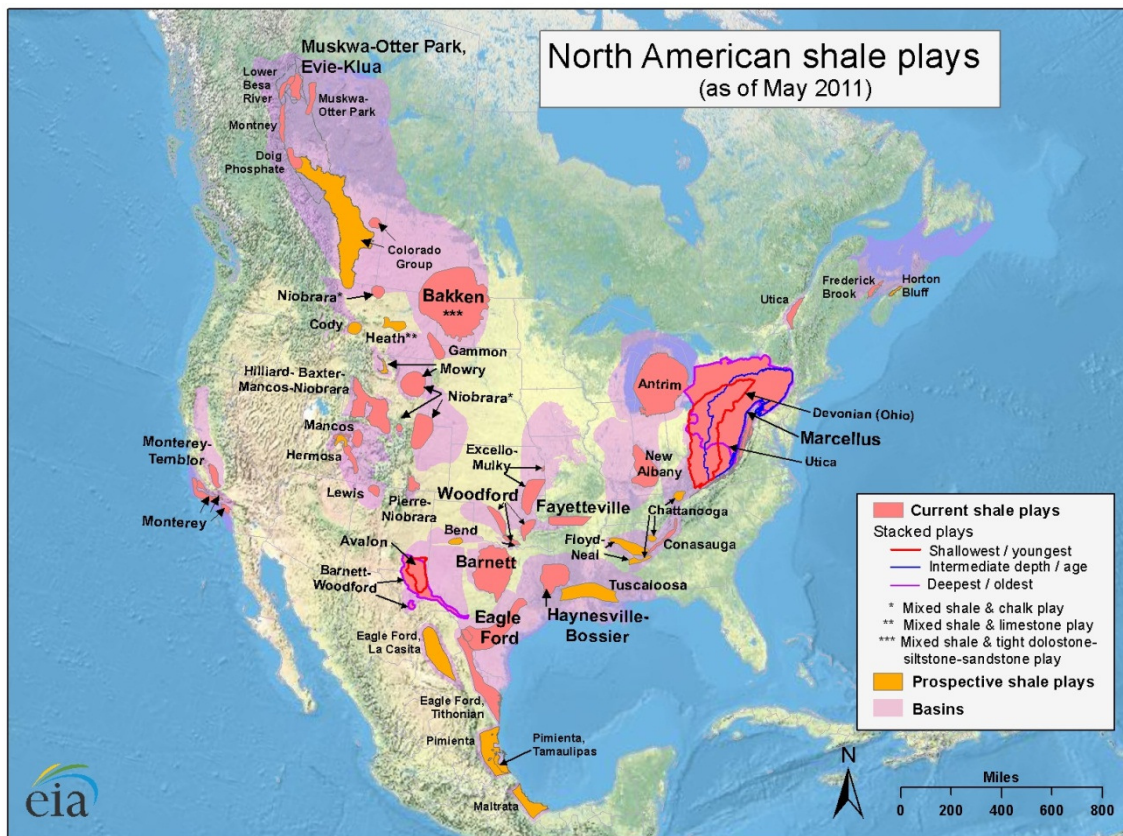 North American shale plays
(as of May 2011)
Muskwa-Otter Park,
Evie-Klua
Lower
Besa
River
Muskwa-
Otter Park
Montney
Doig
Phosphate
Colorado
Group
Niobrara*
Bakken
***
Cody
Heath**
Gammon
Mowry
Hilliard- Baxter-
Mancos-Niobrara
Niobrara*
Mancos
Hermosa
Monterey-
Temblor
Monterey
Lewis
Pierre-
Niobrara
Excello-
Mulky
Woodford
Fayetteville
Bend
Avalon
Barnett-
Woodford
Barnett
Eagle
Ford
Haynesville-
Bossier
Tuscaloosa
Floyd-
Neal
Conasauga
Chattanooga
New
Albany
Antrim
Devonian (Ohio)
Marcellus
Utica
Utica
Frederick
Brook
Horton
Bluff
Eagle Ford,
La Casita
Eagle Ford,
Tithonian
Pimienta
Pimienta,
Tamaulipas
Maltrata
Current shale plays
Stacked plays
Shallowest / youngest
Intermediate depth / age
Deepest / oldest
* Mixed shale & chalk play
** Mixed shale & limestone play
*** Mixed shale & tight dolostone-
siltstone-sandstone play
Prospective shale plays
Basins
N
Miles
0 200 400 600 800
eia